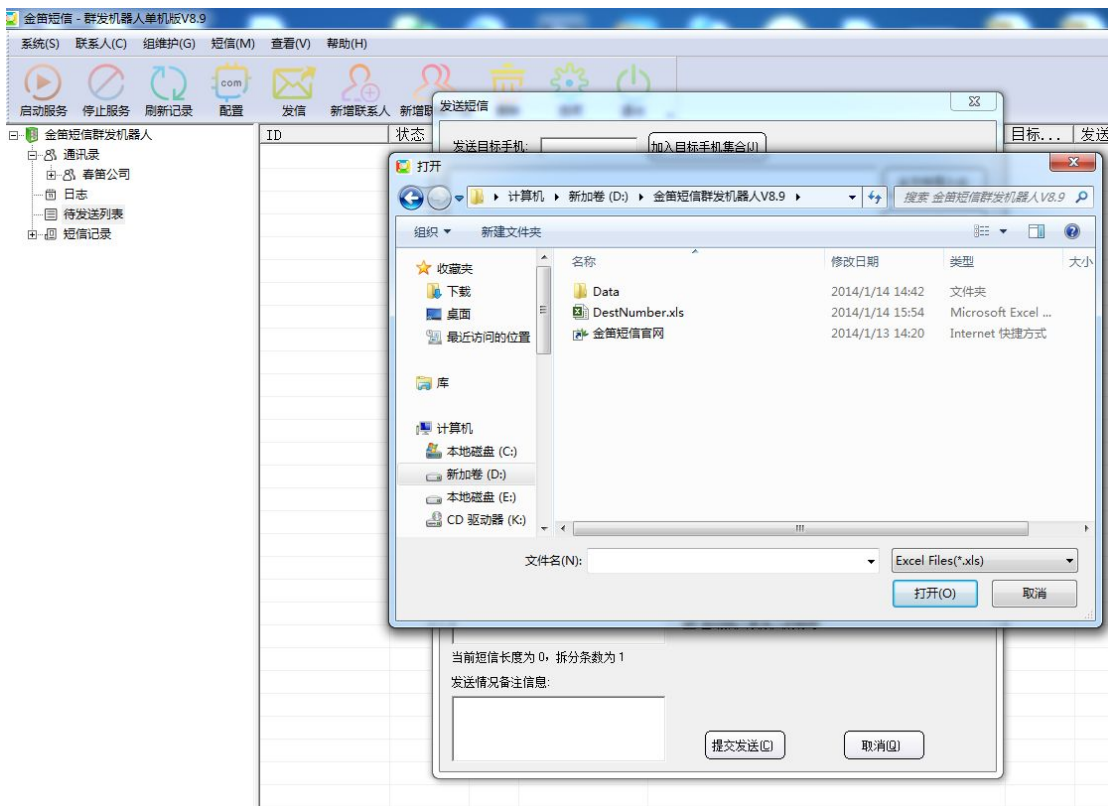 金笛短信 - 群发机器人单机版V8.9
系统(S) 联系人(C) 组维护(G) 短信(M) 查看(V) 帮助(H)
启动服务 停止服务 刷新记录 配置 发信 新增联系人 新增联
com
发送短信
金笛短信群发机器人
通讯录
春笛公司
日志
待发送列表
短信记录
ID 状态 目标... 发送
发送目标手机: 加入目标手机集合(J)
打开
计算机 新加卷 (D:) 金笛短信群发机器人V8.9 搜索 金笛短信群发机器人V8.9
组织 新建文件夹
收藏夹
下载
桌面
最近访问的位置
库
计算机
本地磁盘 (C:)
新加卷 (D:)
本地磁盘 (E:)
CD 驱动器 (K:)
名称 修改日期 类型 大小
Data 2014/1/14 14:42 文件夹
DestNumber.xls 2014/1/14 15:54 Microsoft Excel ...
金笛短信官网 2014/1/13 14:20 Internet 快捷方式
文件名(N): Excel Files(*.xls)
打开(O) 取消
当前短信长度为 0，拆分条数为 1
发送情况备注信息:
提交发送(C) 取消(Q)